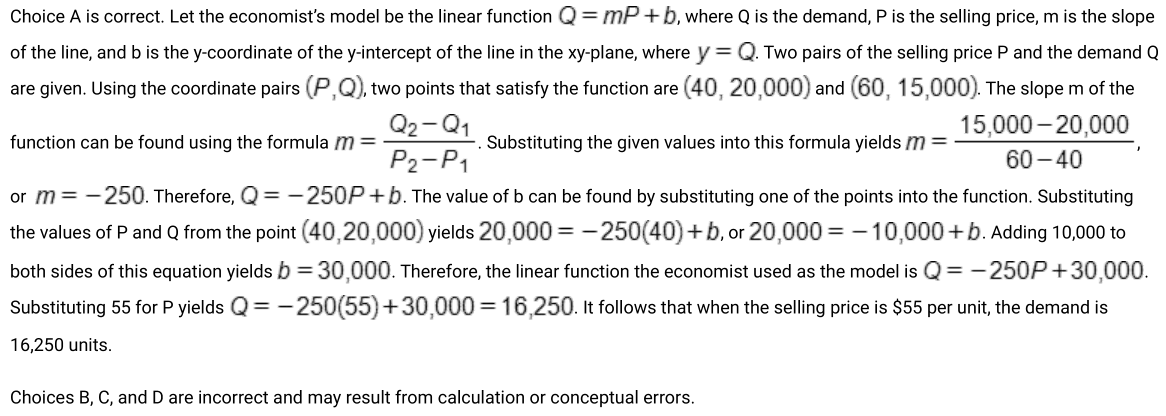 Choice A is correct. Let the economist's model be the linear function Q = mP + b, where Q is the demand, P is the selling price, m is the slope
of the line, and b is the y-coordinate of the y-intercept of the line in the xy-plane, where y = Q. Two pairs of the selling price P and the demand Q
are given. Using the coordinate pairs (P,Q), two points that satisfy the function are (40, 20,000) and (60, 15,000). The slope m of the
function can be found using the formula m = (Q₂ − Q₁)/(P₂ − P₁). Substituting the given values into this formula yields m = (15,000 − 20,000)/(60 − 40),
or m = −250. Therefore, Q = −250P + b. The value of b can be found by substituting one of the points into the function. Substituting
the values of P and Q from the point (40,20,000) yields 20,000 = −250(40) + b, or 20,000 = −10,000 + b. Adding 10,000 to
both sides of this equation yields b = 30,000. Therefore, the linear function the economist used as the model is Q = −250P + 30,000.
Substituting 55 for P yields Q = −250(55) + 30,000 = 16,250. It follows that when the selling price is $55 per unit, the demand is
16,250 units.
Choices B, C, and D are incorrect and may result from calculation or conceptual errors.